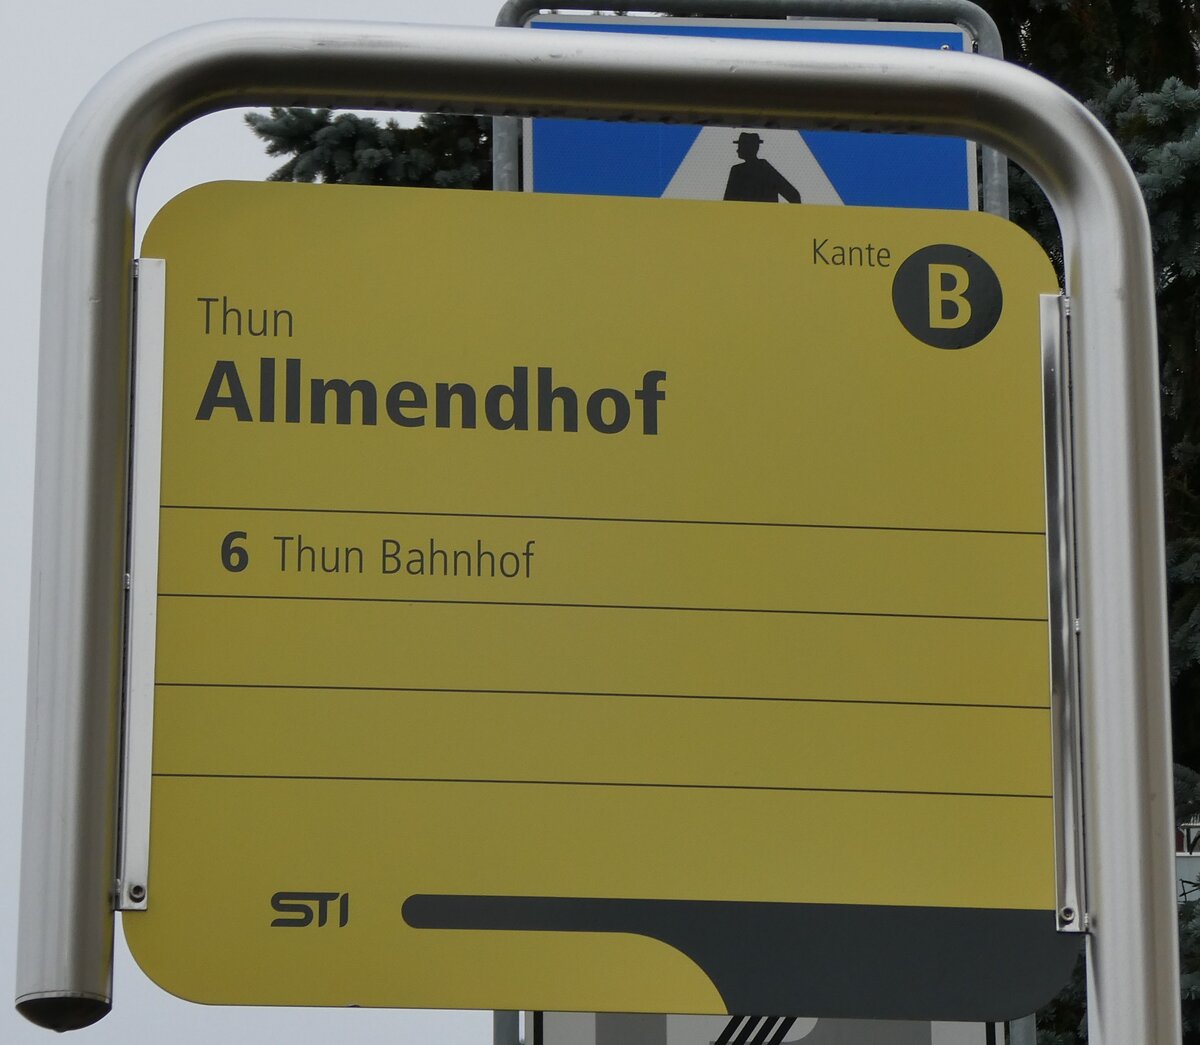 Kante B
Thun
Allmendhof
6 Thun Bahnhof
STI